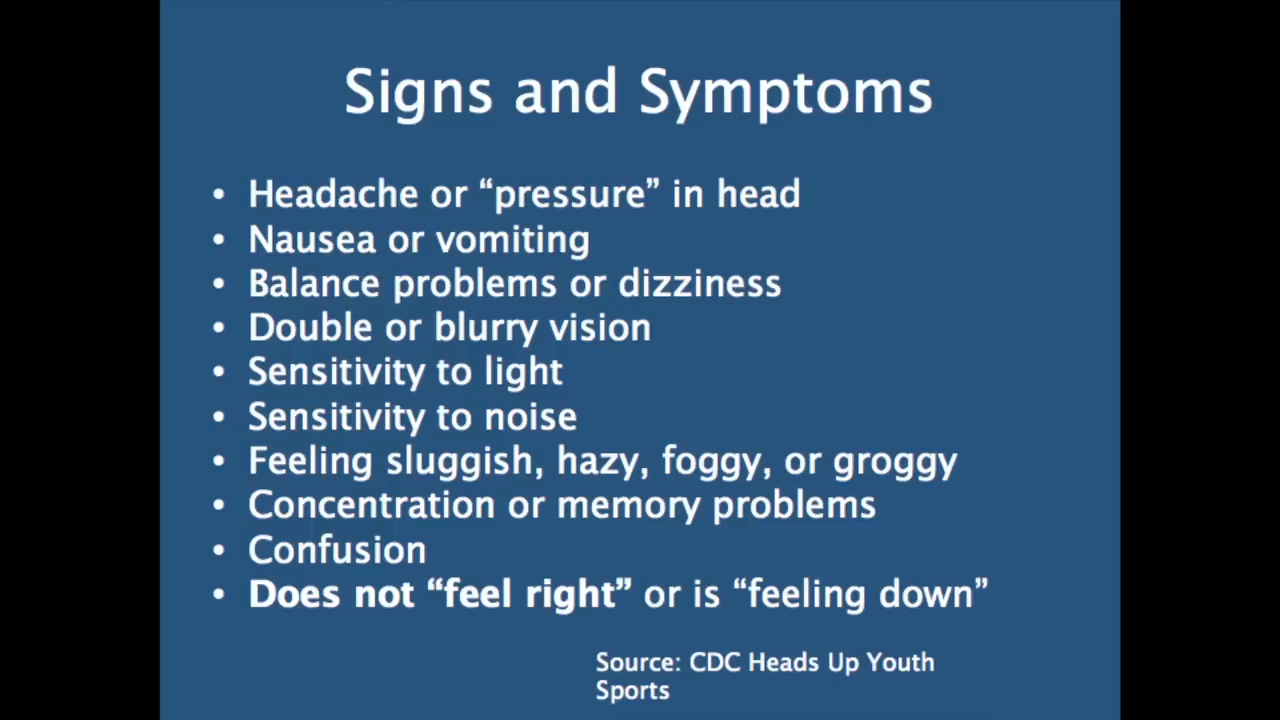 Signs and Symptoms
• Headache or “pressure” in head
• Nausea or vomiting
• Balance problems or dizziness
• Double or blurry vision
• Sensitivity to light
• Sensitivity to noise
• Feeling sluggish, hazy, foggy, or groggy
• Concentration or memory problems
• Confusion
• Does not “feel right” or is “feeling down”
Source: CDC Heads Up Youth
Sports